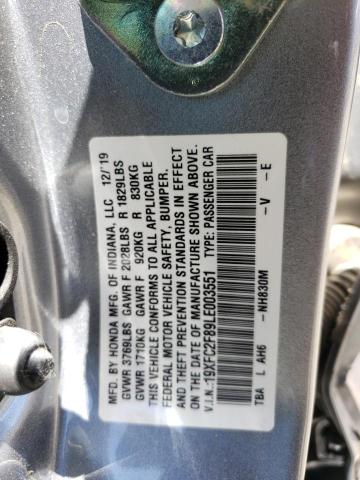 MFD. BY HONDA MFG. OF INDIANA, LLC 12/'19
GVWR 3769LBS GAWR F 2028LBS R 1829LBS
GVWR 1710KG GAWR F 920KG R 830KG
THIS VEHICLE CONFORMS TO ALL APPLICABLE
FEDERAL MOTOR VEHICLE SAFETY, BUMPER,
THEFT PREVENTION STANDARDS IN EFFECT
ON THE DATE OF MANUFACTURE SHOWN ABOVE.
V.I.N.:19XFC2F89LE003551 TYPE: PASSENGER CAR
-V -E
TBA L AH6 -NH830M